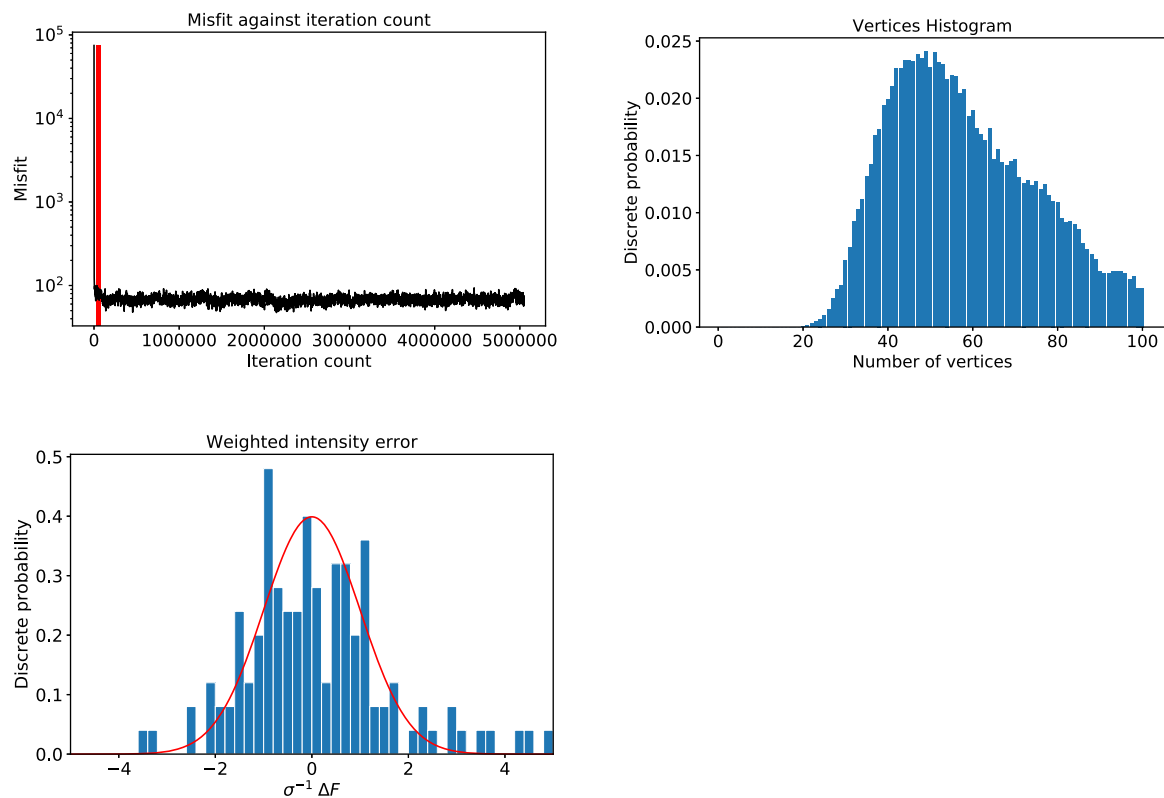 Misfit against iteration count
10^5
10^4
10^3
10^2
Misfit
0 1000000 2000000 3000000 4000000 5000000
Iteration count
Vertices Histogram
0.025
0.020
0.015
0.010
0.005
0.000
Discrete probability
0 20 40 60 80 100
Number of vertices
Weighted intensity error
0.5
0.4
0.3
0.2
0.1
0.0
Discrete probability
−4 −2 0 2 4
σ⁻¹ ΔF